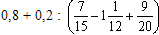 0,8 + 0,2 : (7/15 − 1 1/12 + 9/20)